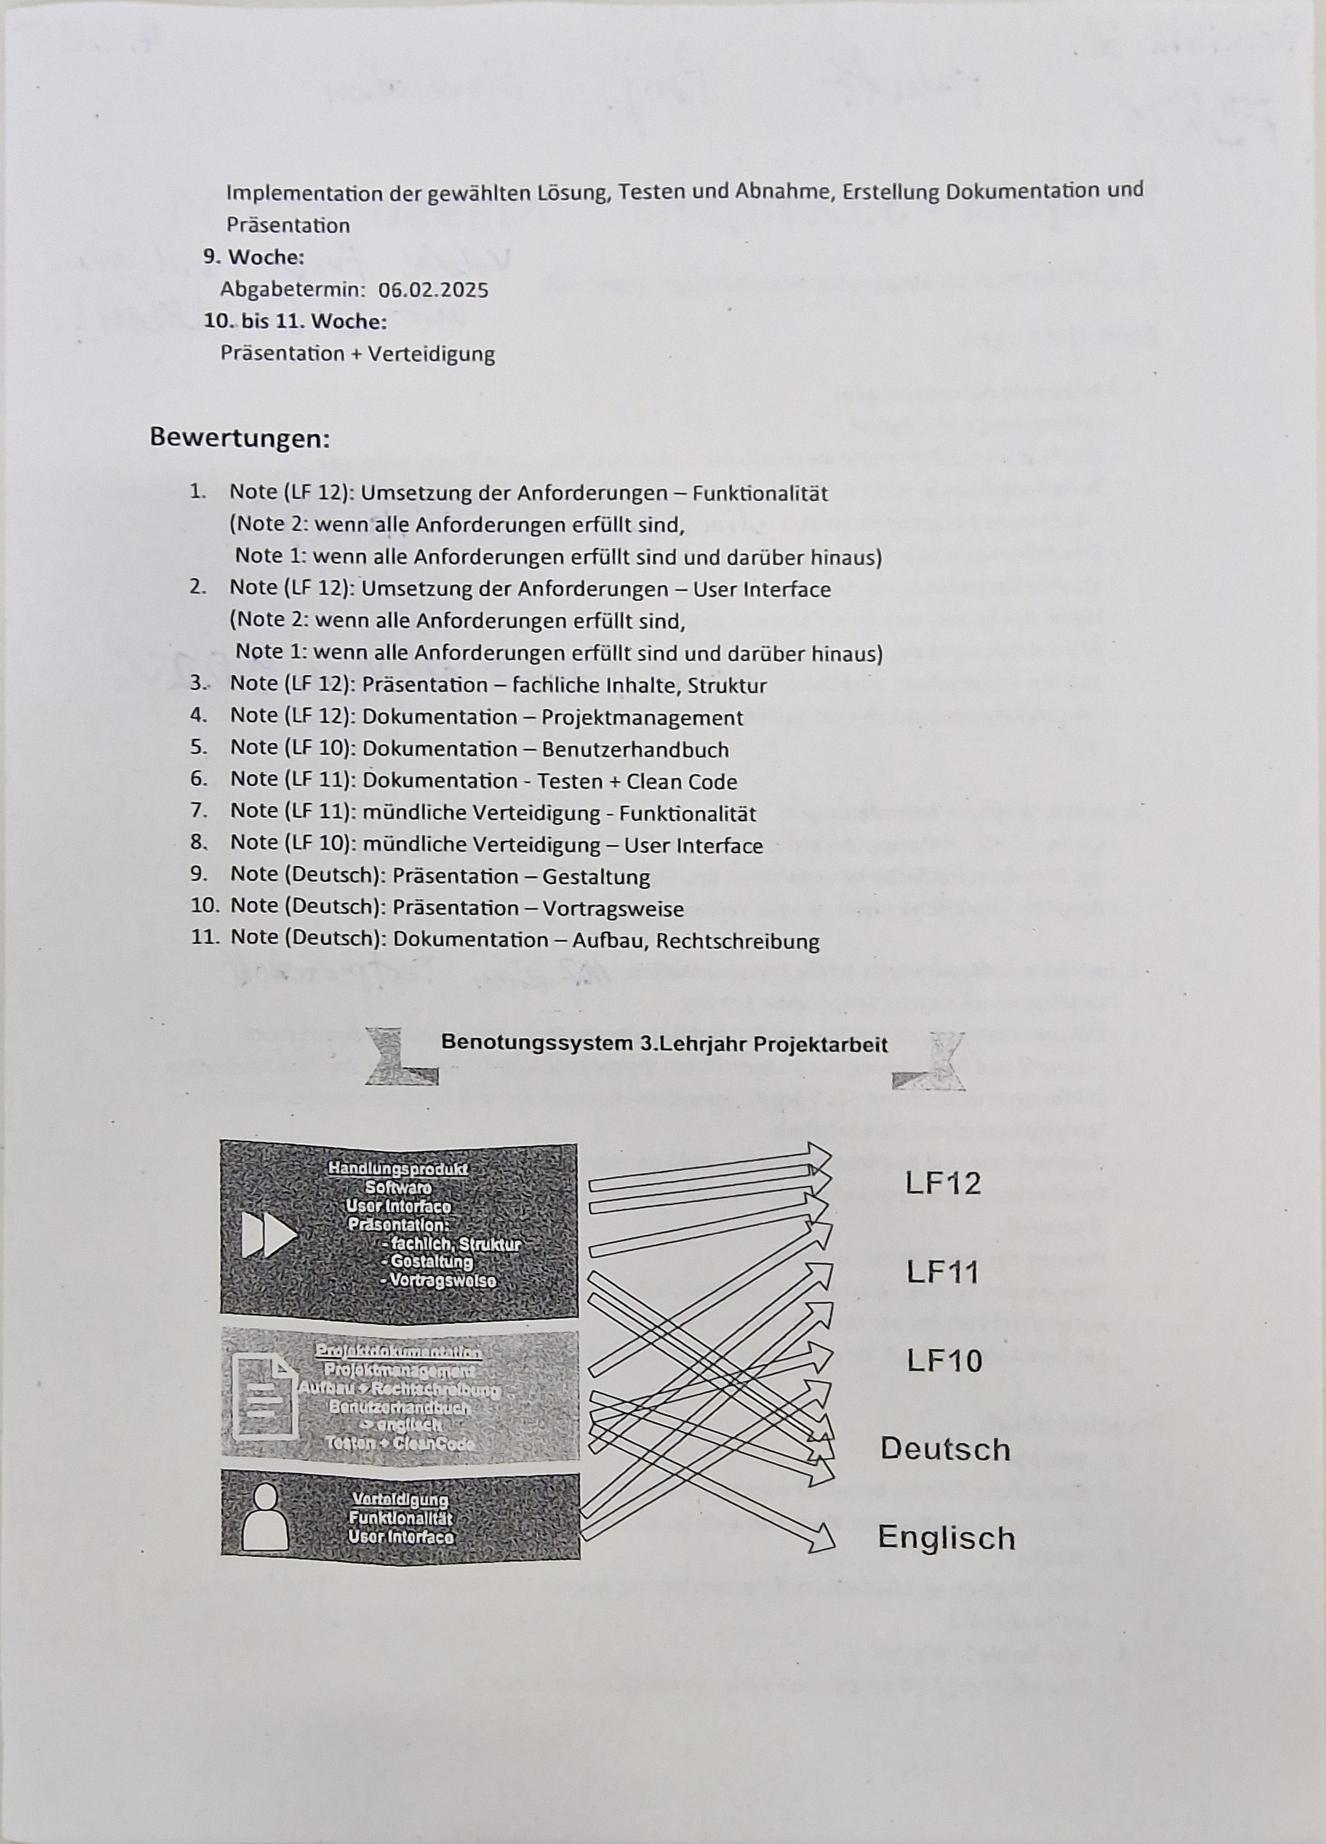 Implementation der gewählten Lösung, Testen und Abnahme, Erstellung Dokumentation und
Präsentation
9. Woche:
Abgabetermin: 06.02.2025
10. bis 11. Woche:
Präsentation + Verteidigung
Bewertungen:
1. Note (LF 12): Umsetzung der Anforderungen – Funktionalität
(Note 2: wenn alle Anforderungen erfüllt sind,
Note 1: wenn alle Anforderungen erfüllt sind und darüber hinaus)
2. Note (LF 12): Umsetzung der Anforderungen – User Interface
(Note 2: wenn alle Anforderungen erfüllt sind,
Note 1: wenn alle Anforderungen erfüllt sind und darüber hinaus)
3. Note (LF 12): Präsentation – fachliche Inhalte, Struktur
4. Note (LF 12): Dokumentation – Projektmanagement
5. Note (LF 10): Dokumentation – Benutzerhandbuch
6. Note (LF 11): Dokumentation - Testen + Clean Code
7. Note (LF 11): mündliche Verteidigung - Funktionalität
8. Note (LF 10): mündliche Verteidigung – User Interface
9. Note (Deutsch): Präsentation – Gestaltung
10. Note (Deutsch): Präsentation – Vortragsweise
11. Note (Deutsch): Dokumentation – Aufbau, Rechtschreibung
Benotungssystem 3.Lehrjahr Projektarbeit
Handlungsprodukt
Software
User Interface
Präsentation:
- fachlich, Struktur
- Gestaltung
- Vortragsweise
Projektdokumentation
Projektmanagement
Aufbau + Rechtschreibung
Benutzerhandbuch
-> englisch
Testen + CleanCode
Verteidigung
Funktionalität
User Interface
LF12
LF11
LF10
Deutsch
Englisch